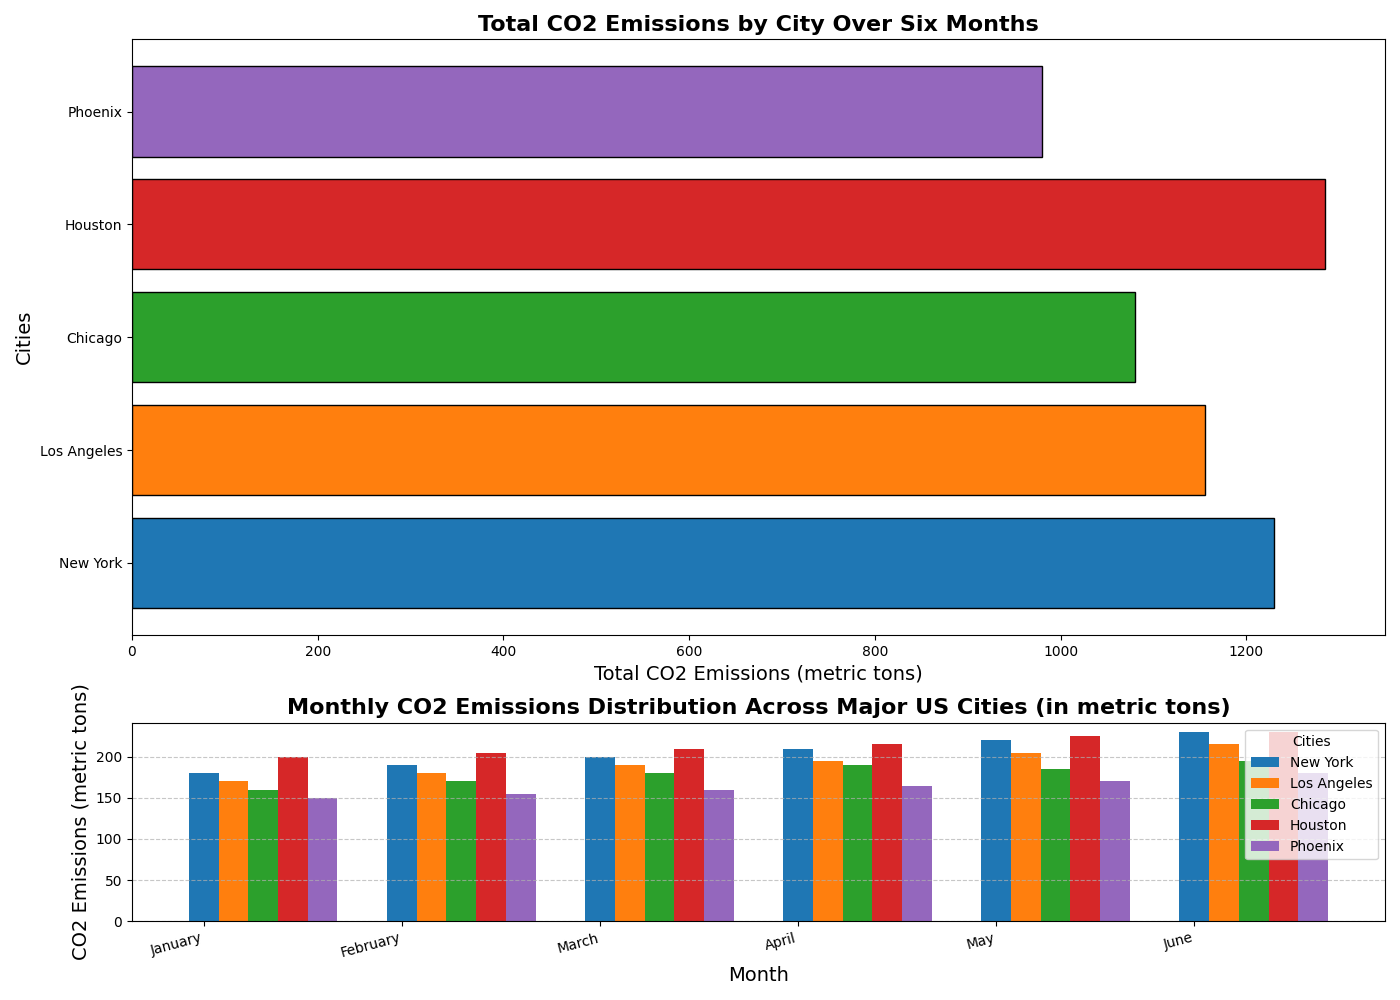 Total CO2 Emissions by City Over Six Months
Cities
Phoenix
Houston
Chicago
Los Angeles
New York
0 200 400 600 800 1000 1200
Total CO2 Emissions (metric tons)
Monthly CO2 Emissions Distribution Across Major US Cities (in metric tons)
CO2 Emissions (metric tons)
200
150
100
50
0
Cities
New York
Los Angeles
Chicago
Houston
Phoenix
January February March April May June
Month